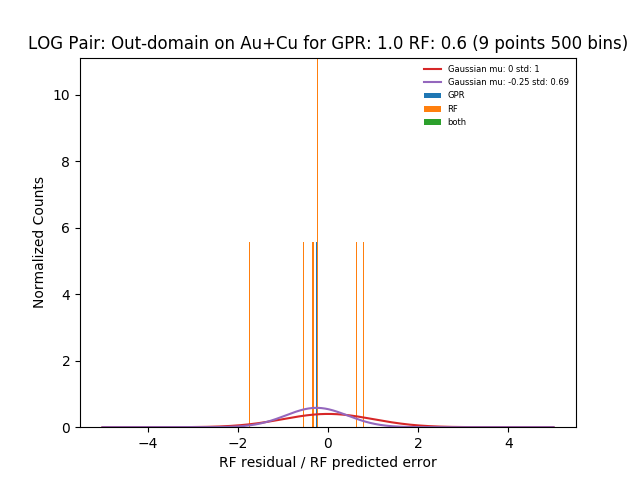 LOG Pair: Out-domain on Au+Cu for GPR: 1.0 RF: 0.6 (9 points 500 bins)
Gaussian mu: 0 std: 1
Gaussian mu: -0.25 std: 0.69
GPR
RF
both
Normalized Counts
10
8
6
4
2
0
−4
−2
0
2
4
RF residual / RF predicted error